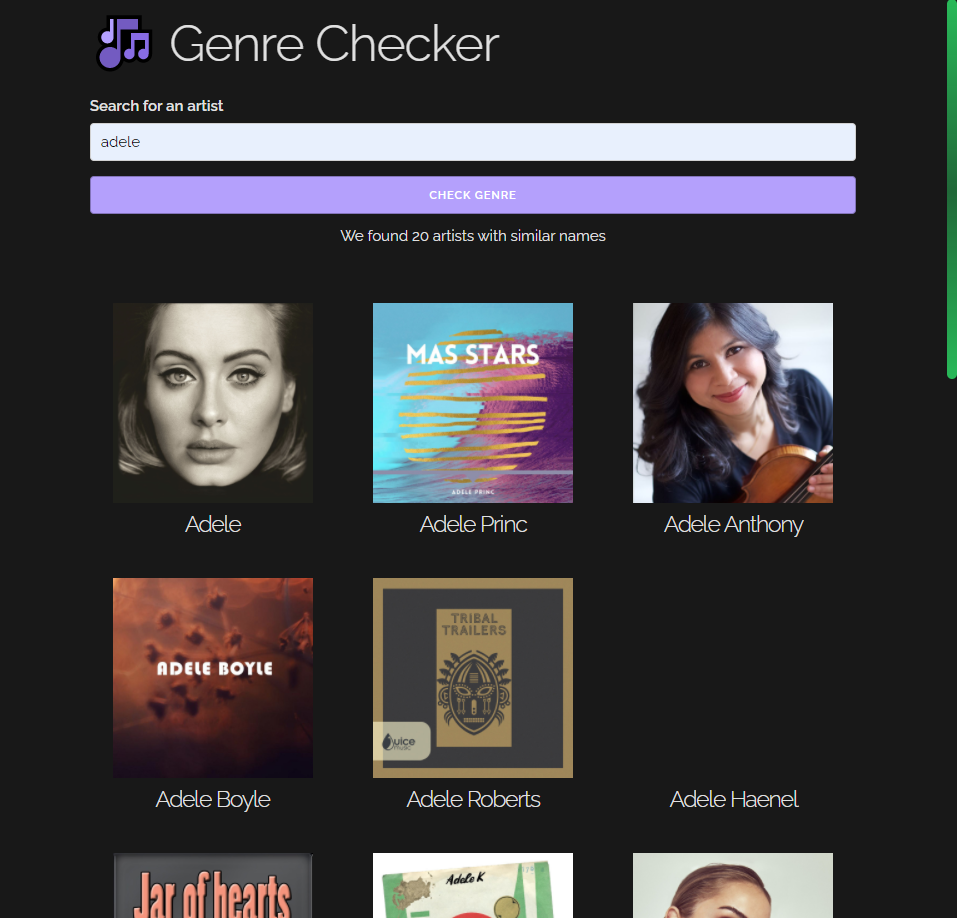 Genre Checker
Search for an artist
adele
CHECK GENRE
We found 20 artists with similar names
MAS STARS
ADELE PRINC
Adele
Adele Princ
Adele Anthony
ADELE BOYLE
TRIBAL
TRAILERS
juice
music
Adele Boyle
Adele Roberts
Adele Haenel
Jar of hearts
Adele K